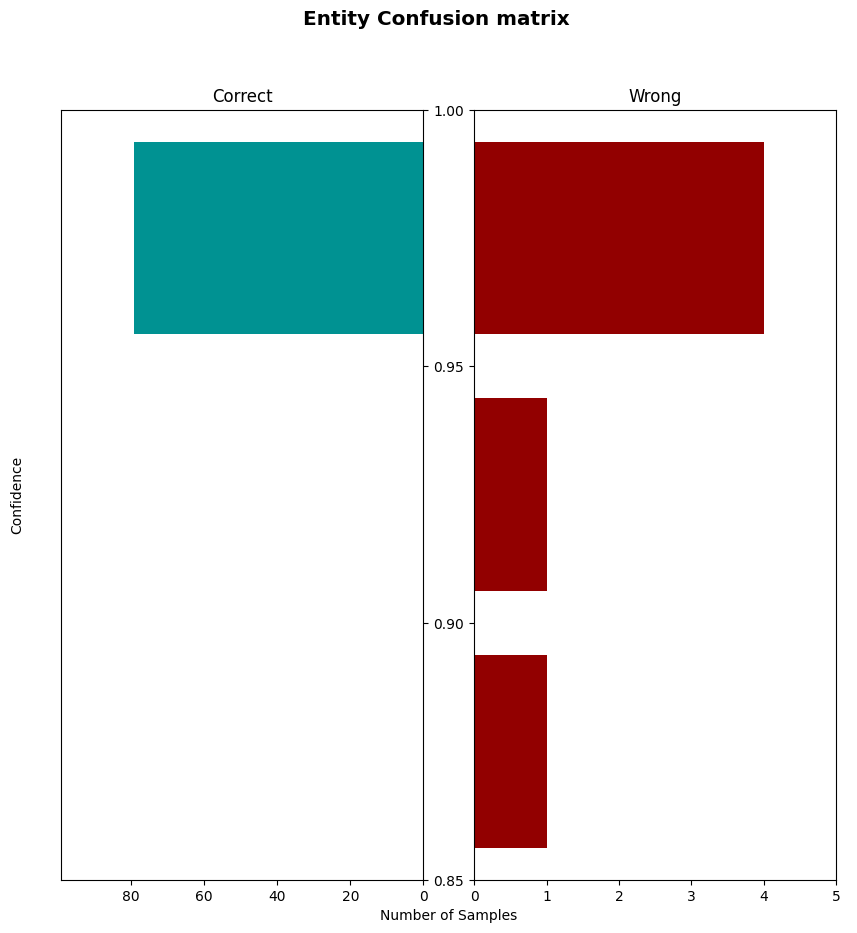 Entity Confusion matrix
Correct
Wrong
1.00
0.95
0.90
0.85
Confidence
80 60 40 20 0
0 1 2 3 4 5
Number of Samples